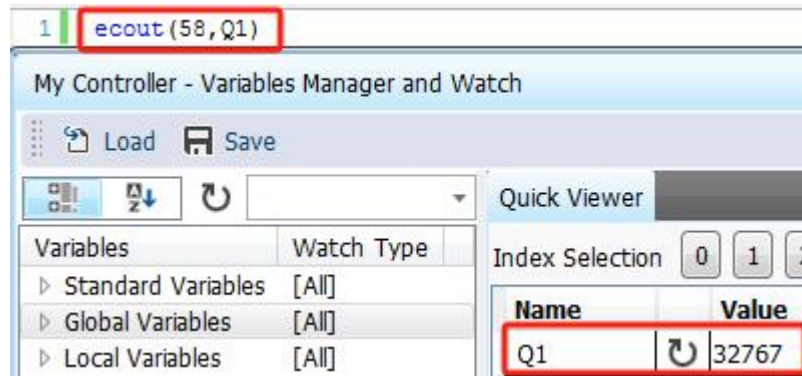 1 ecout(58,Q1)
My Controller - Variables Manager and Watch
Load Save
Quick Viewer
Variables Watch Type
Index Selection 0 1
Standard Variables [All]
Global Variables [All]
Name Value
Local Variables [All]
Q1 32767